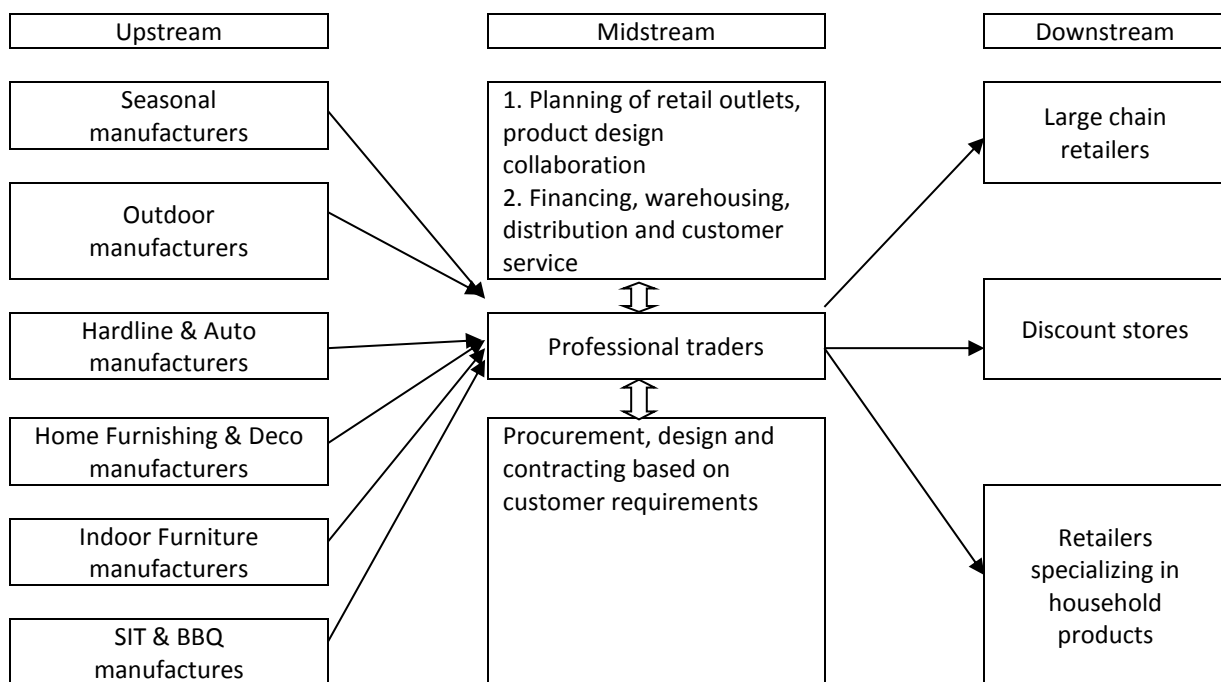 Upstream
Midstream
Downstream
Seasonal
manufacturers
Outdoor
manufacturers
Hardline & Auto
manufacturers
Home Furnishing & Deco
manufacturers
Indoor Furniture
manufacturers
SIT & BBQ
manufactures
1. Planning of retail outlets,
product design
collaboration
2. Financing, warehousing,
distribution and customer
service
Professional traders
Procurement, design and
contracting based on
customer requirements
Large chain
retailers
Discount stores
Retailers
specializing in
household
products